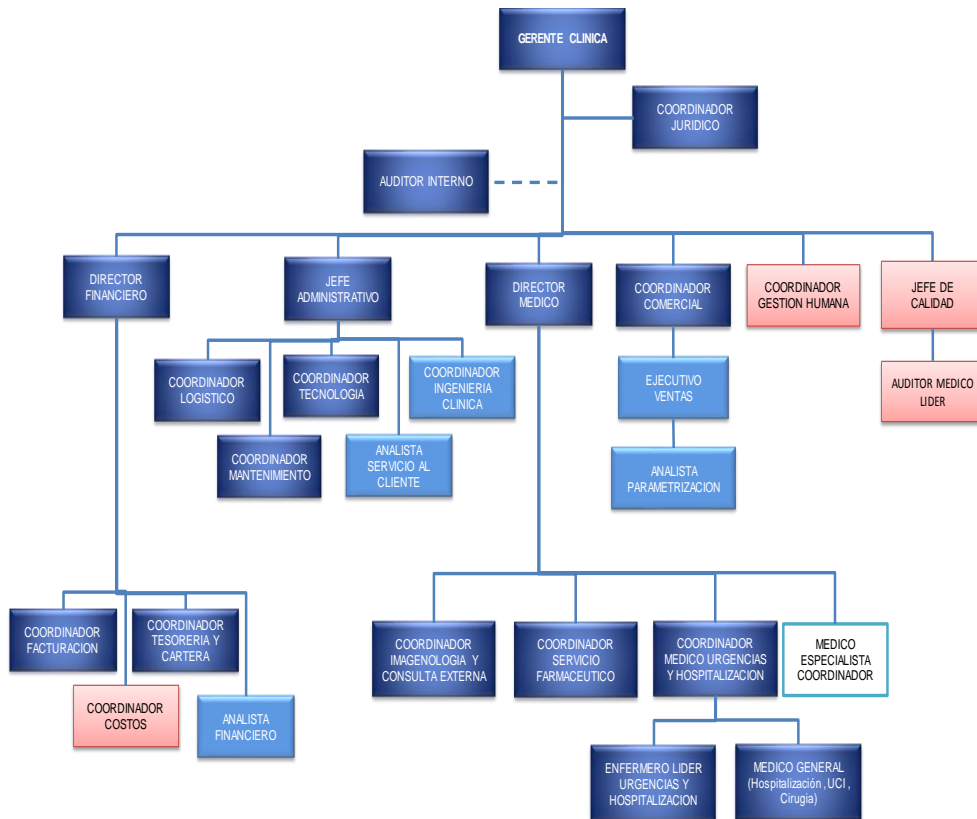 GERENTE CLINICA
COORDINADOR
JURIDICO
AUDITOR INTERNO
DIRECTOR
FINANCIERO
JEFE
ADMINISTRATIVO
DIRECTOR
MEDICO
COORDINADOR
COMERCIAL
COORDINADOR
GESTION HUMANA
JEFE DE
CALIDAD
COORDINADOR
LOGISTICO
COORDINADOR
TECNOLOGIA
COORDINADOR
INGENIERIA
CLINICA
EJECUTIVO
VENTAS
AUDITOR MEDICO
LIDER
COORDINADOR
MANTENIMIENTO
ANALISTA
SERVICIO AL
CLIENTE
ANALISTA
PARAMETRIZACION
COORDINADOR
FACTURACION
COORDINADOR
TESORERIA Y
CARTERA
COORDINADOR
IMAGENOLOGIA Y
CONSULTA EXTERNA
COORDINADOR
SERVICIO
FARMACEUTICO
COORDINADOR
MEDICO URGENCIAS
Y HOSPITALIZACION
MEDICO
ESPECIALISTA
COORDINADOR
COORDINADOR
COSTOS
ANALISTA
FINANCIERO
ENFERMERO LIDER
URGENCIAS Y
HOSPITALIZACION
MEDICO GENERAL
(Hospitalización , UCI ,
Cirugia)